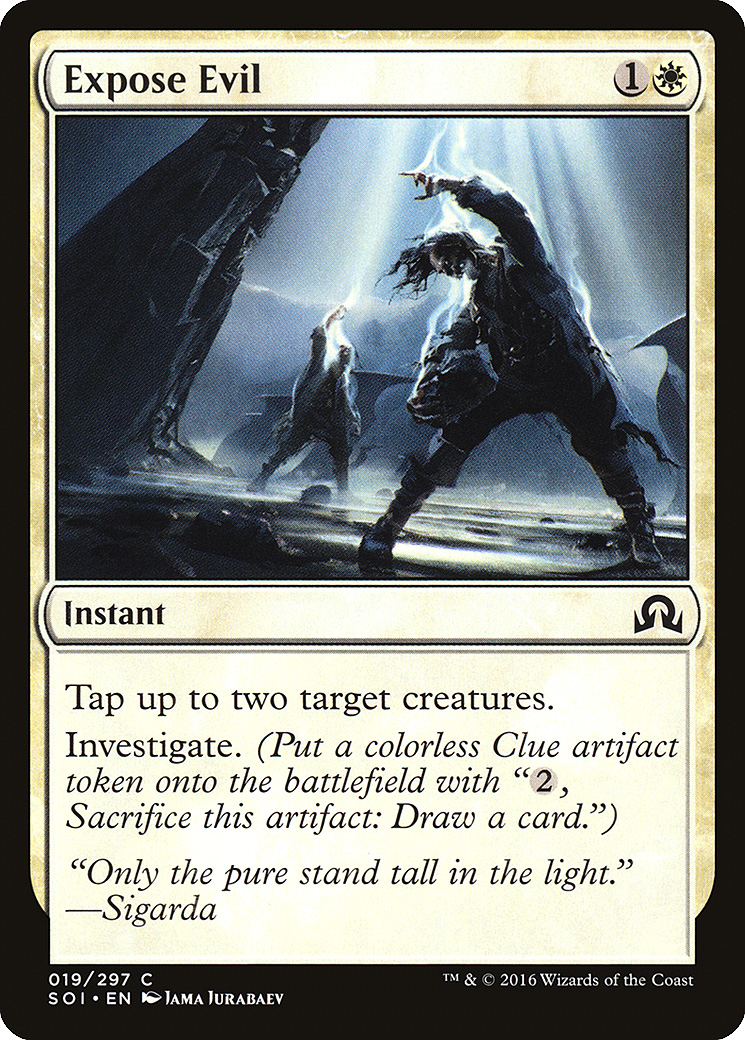 Expose Evil 1
Instant
Tap up to two target creatures.
Investigate. (Put a colorless Clue artifact
token onto the battlefield with “2,
Sacrifice this artifact: Draw a card.”)
“Only the pure stand tall in the light.”
—Sigarda
019/297 C ™ & © 2016 Wizards of the Coast
SOI • EN Jama Jurabaev